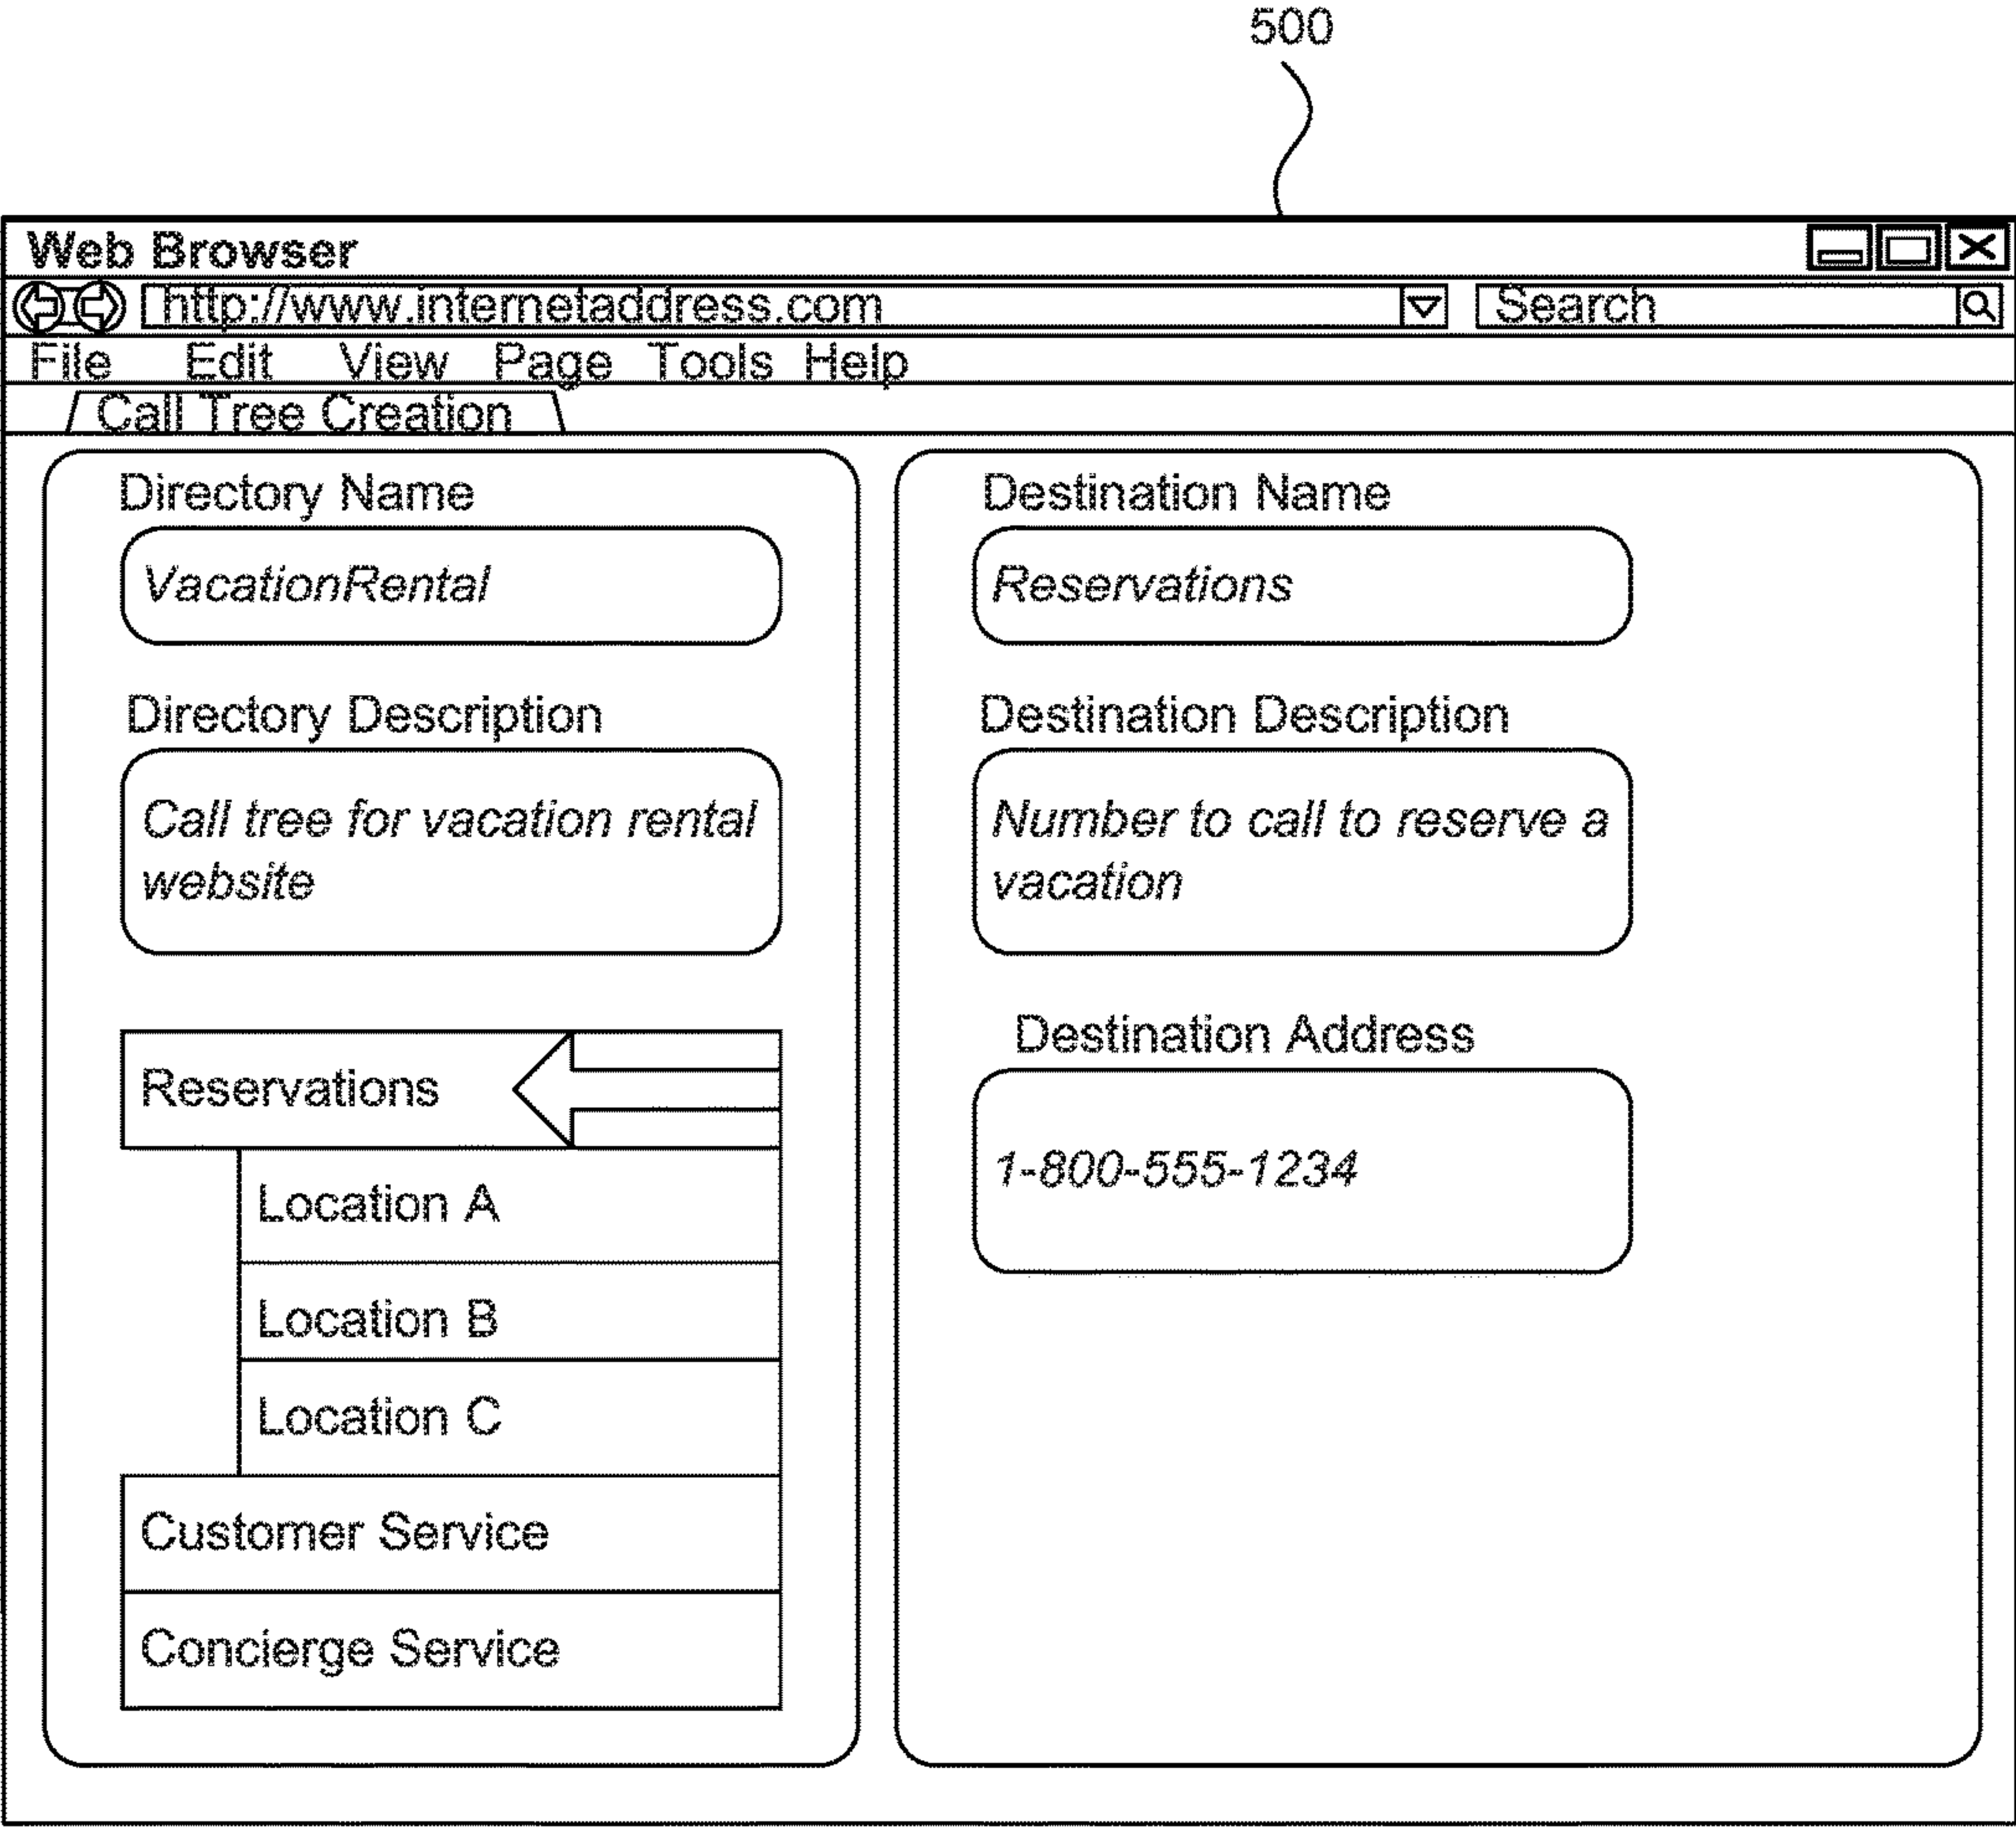 500
Web Browser
http://www.internetaddress.com
Search
File Edit View Page Tools Help
Call Tree Creation
Directory Name
VacationRental
Directory Description
Call tree for vacation rental
website
Reservations
Location A
Location B
Location C
Customer Service
Concierge Service
Destination Name
Reservations
Destination Description
Number to call to reserve a
vacation
Destination Address
1-800-555-1234